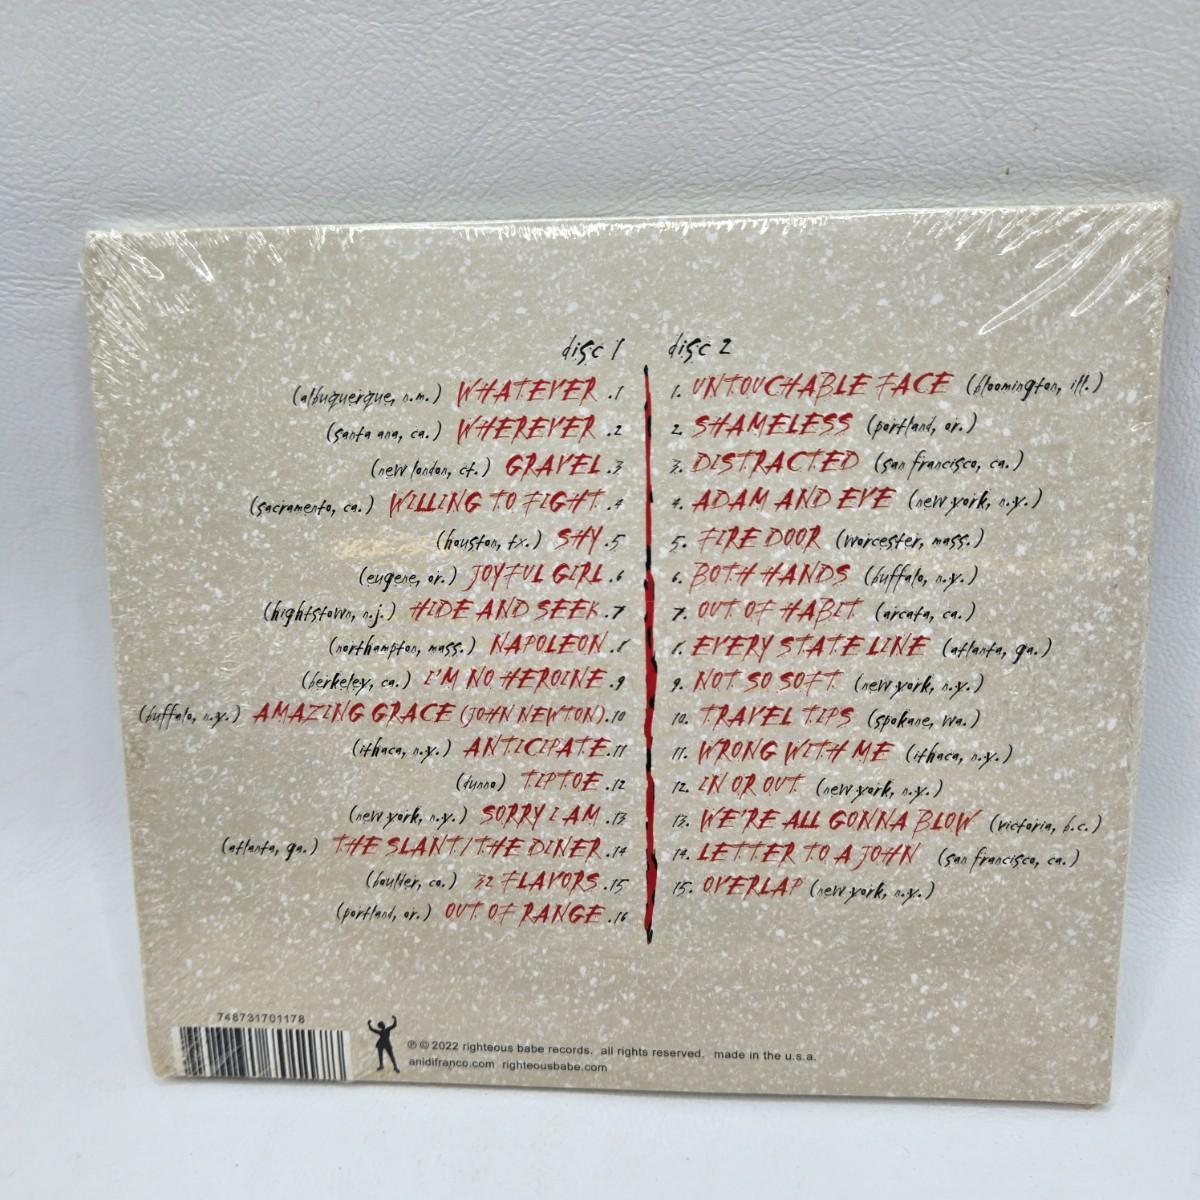 disc 1
(albuquerque, n.m.) WHATEVER .1
(santa ana, ca.) WHEREVER .2
(new london, ct.) GRAVEL .3
(sacramento, ca.) WILLING TO FIGHT .4
(houston, tx.) SHY .5
(eugene, or.) JOYFUL GIRL .6
(hightstown, n.j.) HIDE AND SEEK .7
(northampton, mass.) NAPOLEON .8
(berkeley, ca.) I'M NO HEROINE .9
(buffalo, n.y.) AMAZING GRACE (JOHN NEWTON) .10
(ithaca, n.y.) ANTICIPATE .11
(dunno) TIPTOE .12
(new york, n.y.) SORRY I AM .13
(atlanta, ga.) THE SLANT/THE DINER .14
(boulder, co.) 32 FLAVORS .15
(portland, or.) OUT OF RANGE .16
disc 2
1. UNTOUCHABLE FACE (bloomington, ill.)
2. SHAMELESS (portland, or.)
3. DISTRACTED (san francisco, ca.)
4. ADAM AND EVE (new york, n.y.)
5. FIRE DOOR (worcester, mass.)
6. BOTH HANDS (buffalo, n.y.)
7. OUT OF HABIT (arcata, ca.)
8. EVERY STATE LINE (atlanta, ga.)
9. NOT SO SOFT (new york, n.y.)
10. TRAVEL TIPS (spokane, wa.)
11. WRONG WITH ME (ithaca, n.y.)
12. IN OR OUT (new york, n.y.)
13. WE'RE ALL GONNA BLOW (victoria, b.c.)
14. LETTER TO A JOHN (san francisco, ca.)
15. OVERLAP (new york, n.y.)
748731701178
℗ © 2022 righteous babe records. all rights reserved. made in the u.s.a.
anidifranco.com righteousbabe.com